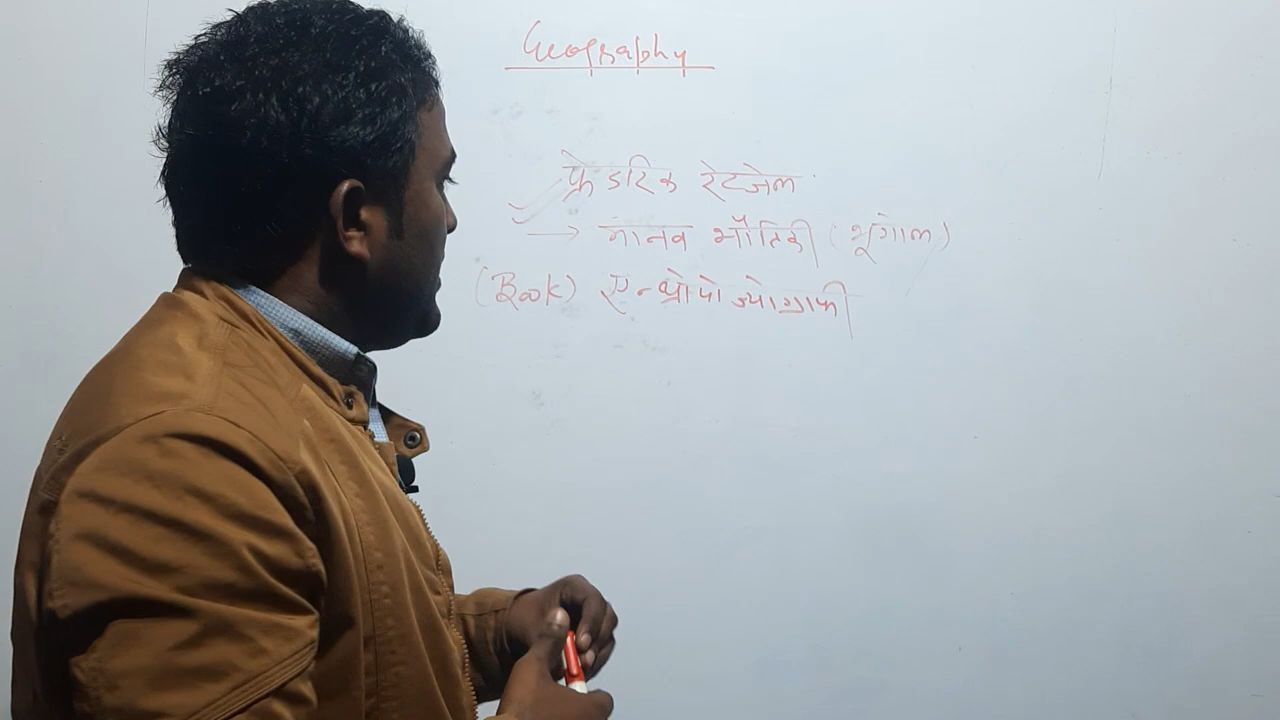 Geography
फ्रेडरिक रेटजेल
→ मानव भौतिकी (भूगोल)
(Book) एन्थ्रोपोज्योग्राफी